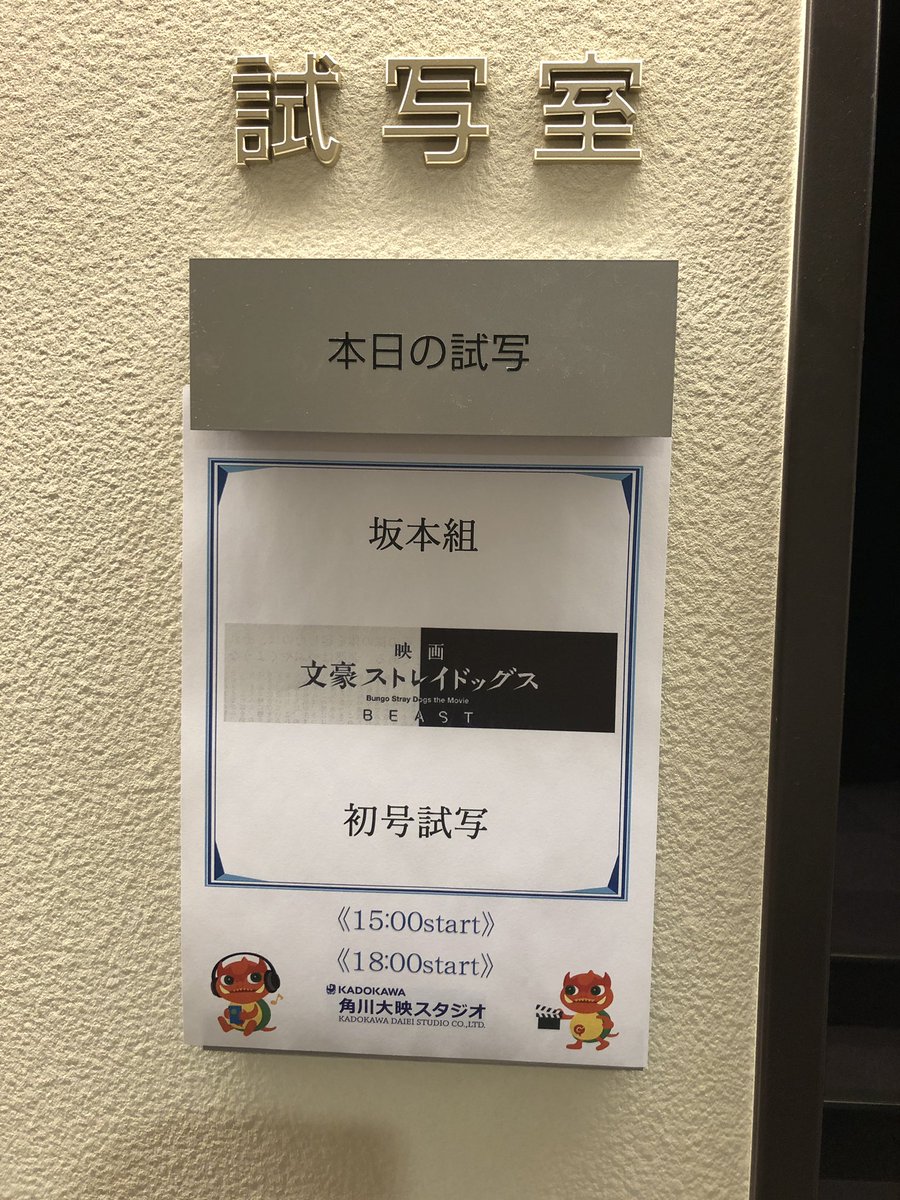 試写室
本日の試写
坂本組
映画
文豪ストレイドッグス
Bungo Stray Dogs the Movie
BEAST
初号試写
《15:00start》
《18:00start》
KADOKAWA
角川大映スタジオ
KADOKAWA DAIEI STUDIO CO.,LTD.